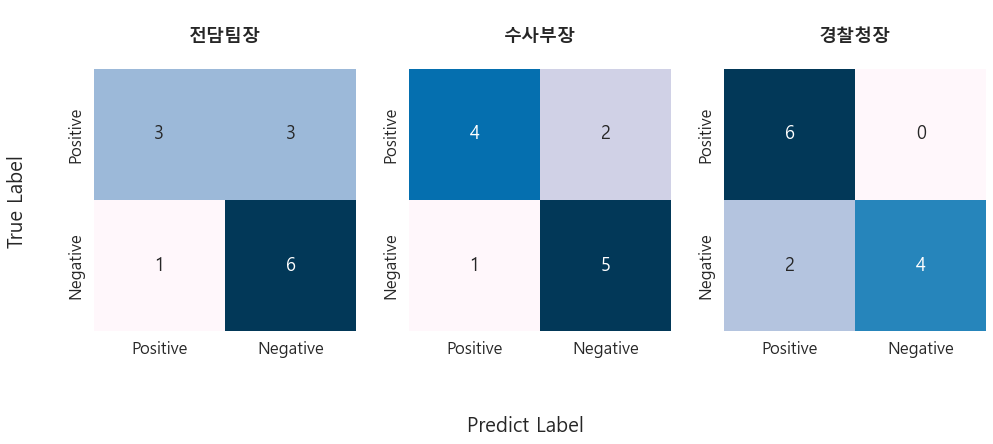 전담팀장 수사부장 경찰청장
True Label
Positive 3 3 Positive 4 2 Positive 6 0
Negative 1 6 Negative 1 5 Negative 2 4
Positive Negative Positive Negative Positive Negative
Predict Label